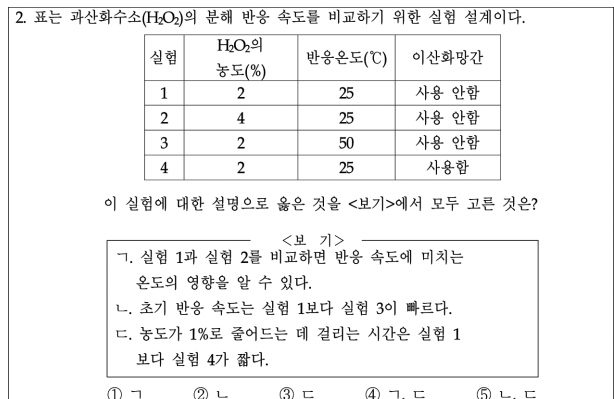 2. 표는 과산화수소(H₂O₂)의 분해 반응 속도를 비교하기 위한 실험 설계이다.
실험 H₂O₂의 농도(%) 반응온도(℃) 이산화망간
1 2 25 사용 안함
2 4 25 사용 안함
3 2 50 사용 안함
4 2 25 사용함
이 실험에 대한 설명으로 옳은 것을 <보기>에서 모두 고른 것은?
<보 기>
ㄱ. 실험 1과 실험 2를 비교하면 반응 속도에 미치는
온도의 영향을 알 수 있다.
ㄴ. 초기 반응 속도는 실험 1보다 실험 3이 빠르다.
ㄷ. 농도가 1%로 줄어드는 데 걸리는 시간은 실험 1
보다 실험 4가 짧다.
① ㄱ ② ㄴ ③ ㄷ ④ ㄱ, ㄷ ⑤ ㄴ, ㄷ